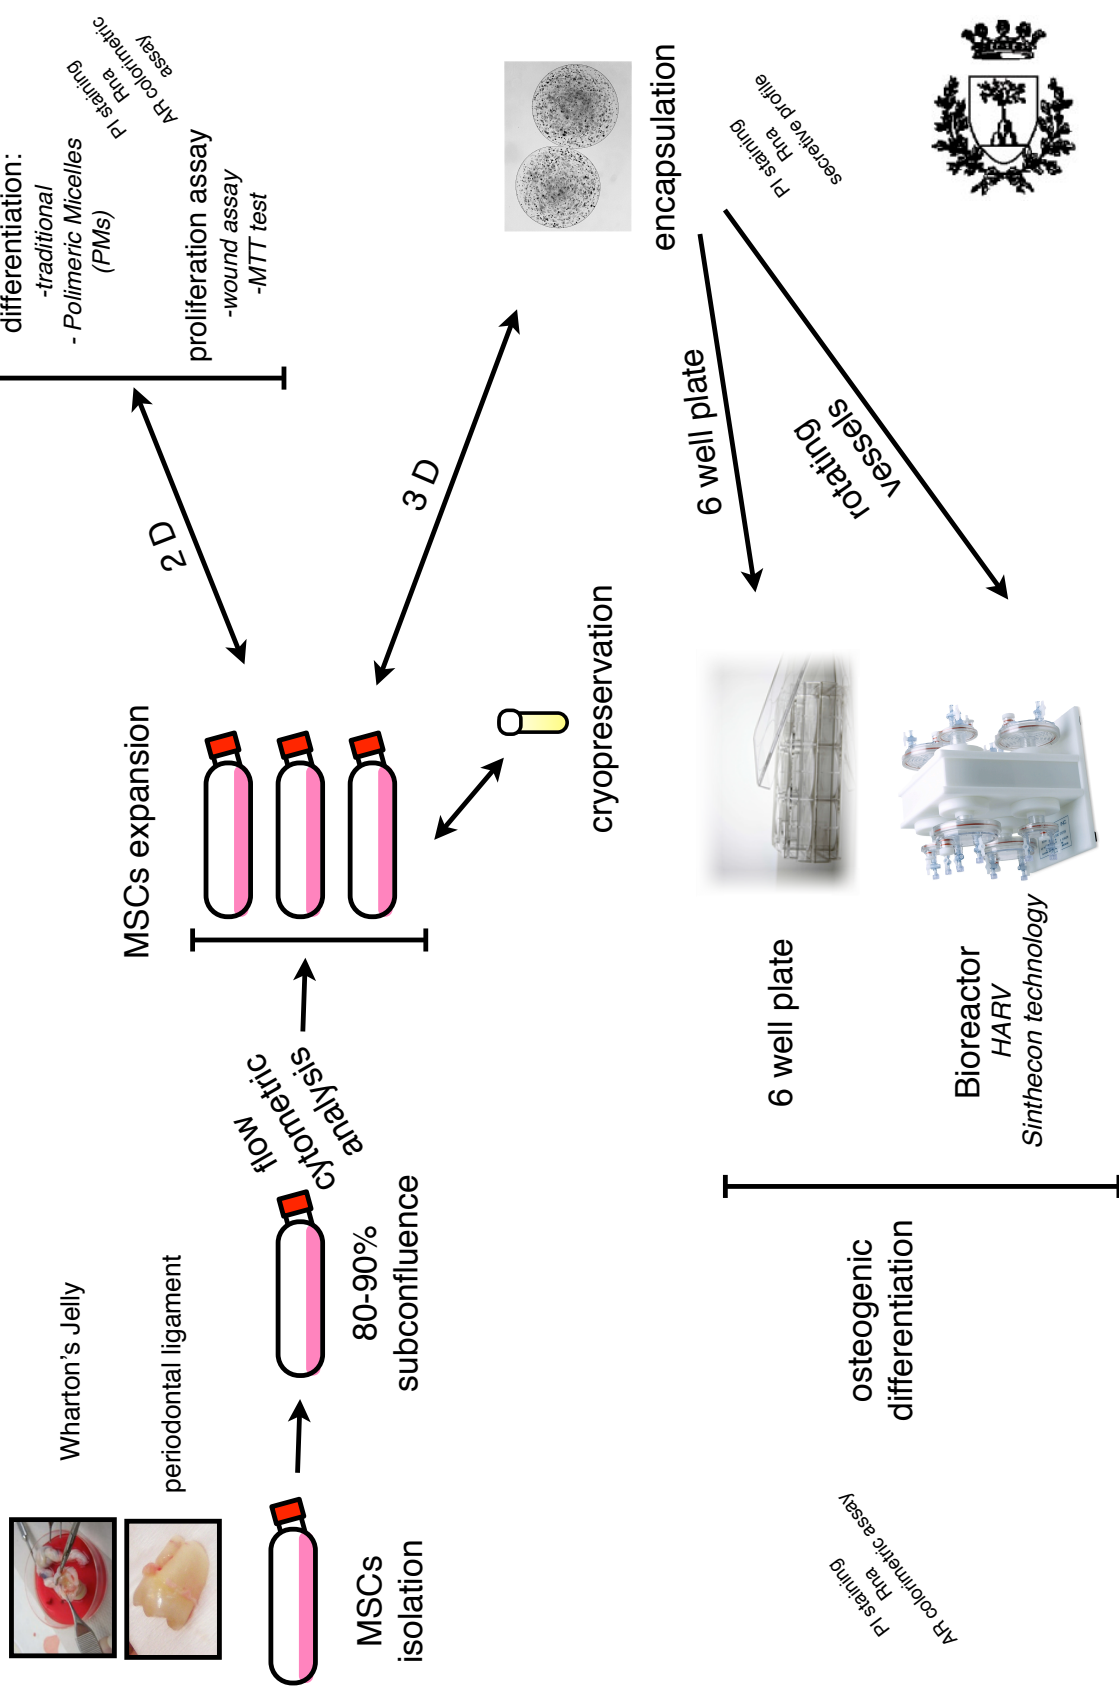 Wharton's Jelly
periodontal ligament
MSCs
isolation
80-90%
subconfluence
flow
cytometric
analysis
MSCs expansion
cryopreservation
2 D
3 D
differentiation:
-traditional
- Polimeric Micelles
(PMs)
PI staining
Rna
AR colorimetric
assay
proliferation assay
-wound assay
-MTT test
encapsulation
PI staining
Rna
secretive profile
6 well plate
rotating
vesssels
6 well plate
Bioreactor
HARV
Sinthecon technology
osteogenic
differentiation
PI staining
Rna
AR colorimetric assay